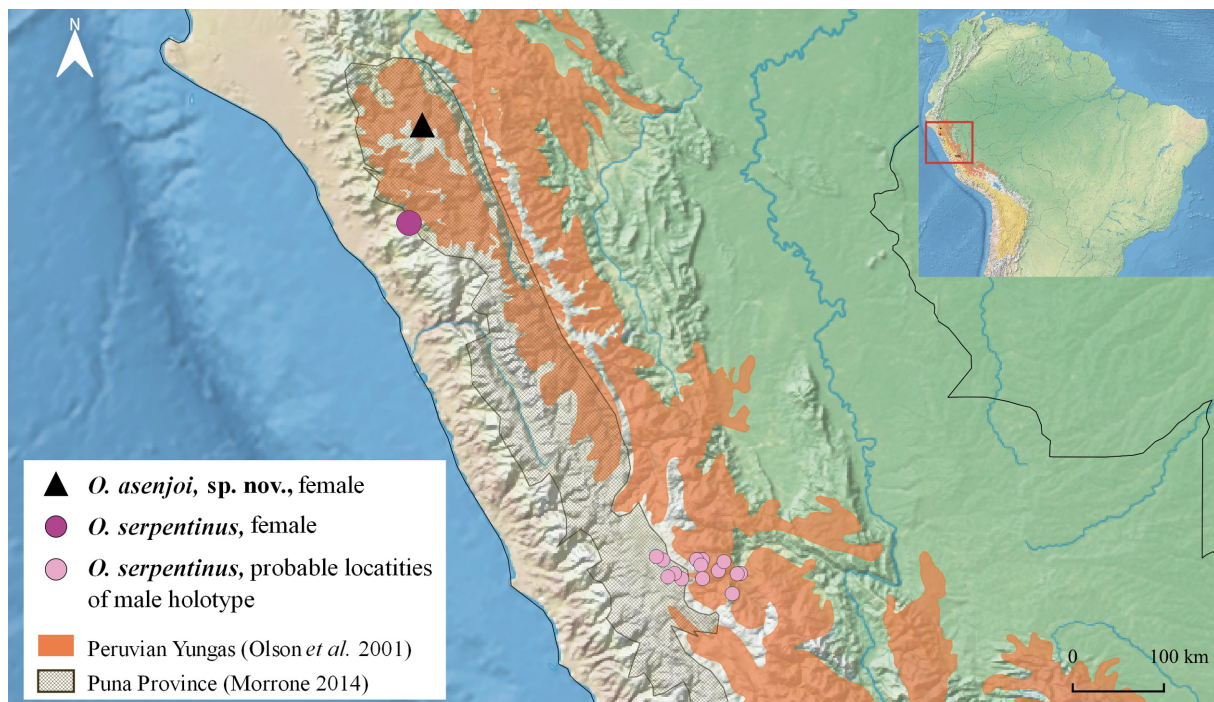 N
O. asenjoi, sp. nov., female
O. serpentinus, female
O. serpentinus, probable locatities
of male holotype
Peruvian Yungas (Olson et al. 2001)
Puna Province (Morrone 2014)
0 100 km